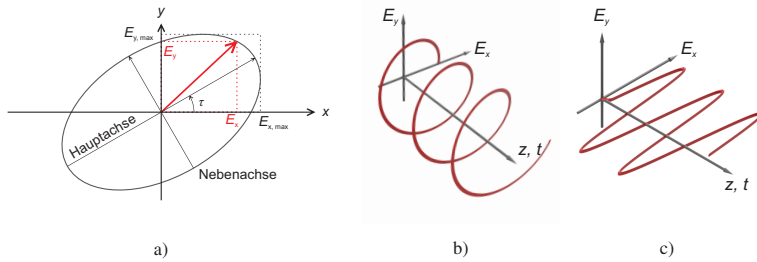 y
E_y, max
E_y
τ
x
E_x
E_x, max
Hauptachse
Nebenachse
a)
E_y
E_x
z, t
b)
E_y
E_x
z, t
c)